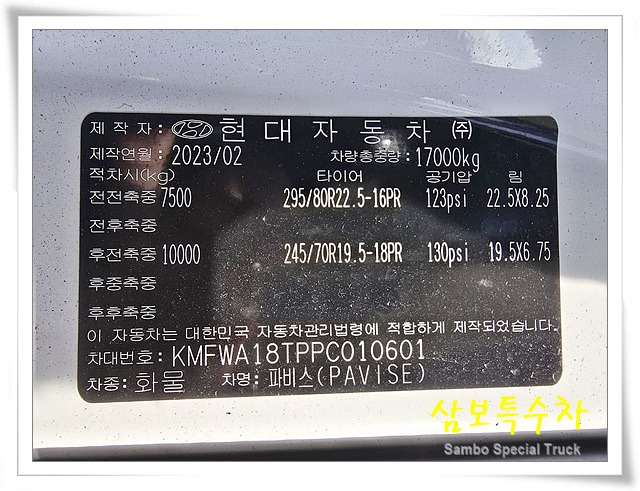 제 작 자 : 현 대 자 동 차 ㈜
제작연월 : 2023/02 차량총중량 : 17000kg
적차시(kg) 타이어 공기압 림
전전축중 7500 295/80R22.5-16PR 123psi 22.5X8.25
전후축중
후전축중 10000 245/70R19.5-18PR 130psi 19.5X6.75
후중축중
후후축중
이 자동차는 대한민국 자동차관리법령에 적합하게 제작되었습니다.
차대번호 : KMFWA18TPPC010601
차종 : 화물 차명 : 파비스(PAVISE)
삼보특수차
Sambo Special Truck